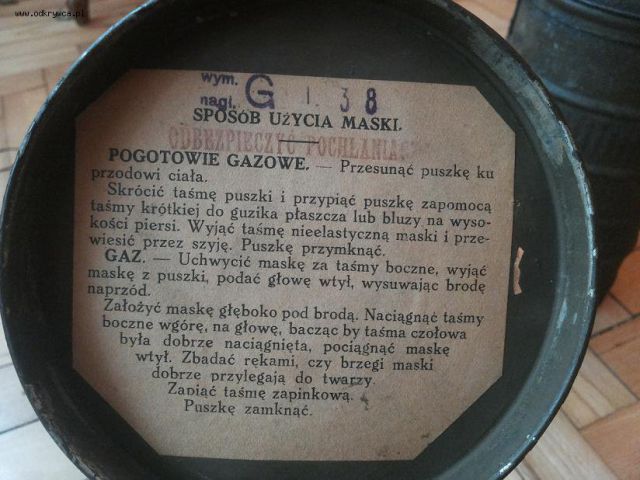 www.odkrywca.pl
wym. G I.38
nagł.
SPOSÓB UŻYCIA MASKI.
ODBEZPIECZYĆ POCHŁANIACZ
POGOTOWIE GAZOWE. — Przesunąć puszkę ku
przodowi ciała.
Skrócić taśmę puszki i przypiąć puszkę zapomocą
taśmy krótkiej do guzika płaszcza lub bluzy na wyso-
kości piersi. Wyjąć taśmę nieelastyczną maski i prze-
wiesić przez szyję. Puszkę przymknąć.
GAZ. — Uchwycić maskę za taśmy boczne, wyjąć
maskę z puszki, podać głowę wtył, wysuwając brodę
naprzód.
Założyć maskę głęboko pod brodą. Naciągnąć taśmy
boczne wgórę, na głowę, bacząc by taśma czołowa
była dobrze naciągnięta, pociągnąć maskę
wtył. Zbadać rękami, czy brzegi maski
dobrze przylegają do twarzy.
Zapiąć taśmę zapinkową.
Puszkę zamknąć.